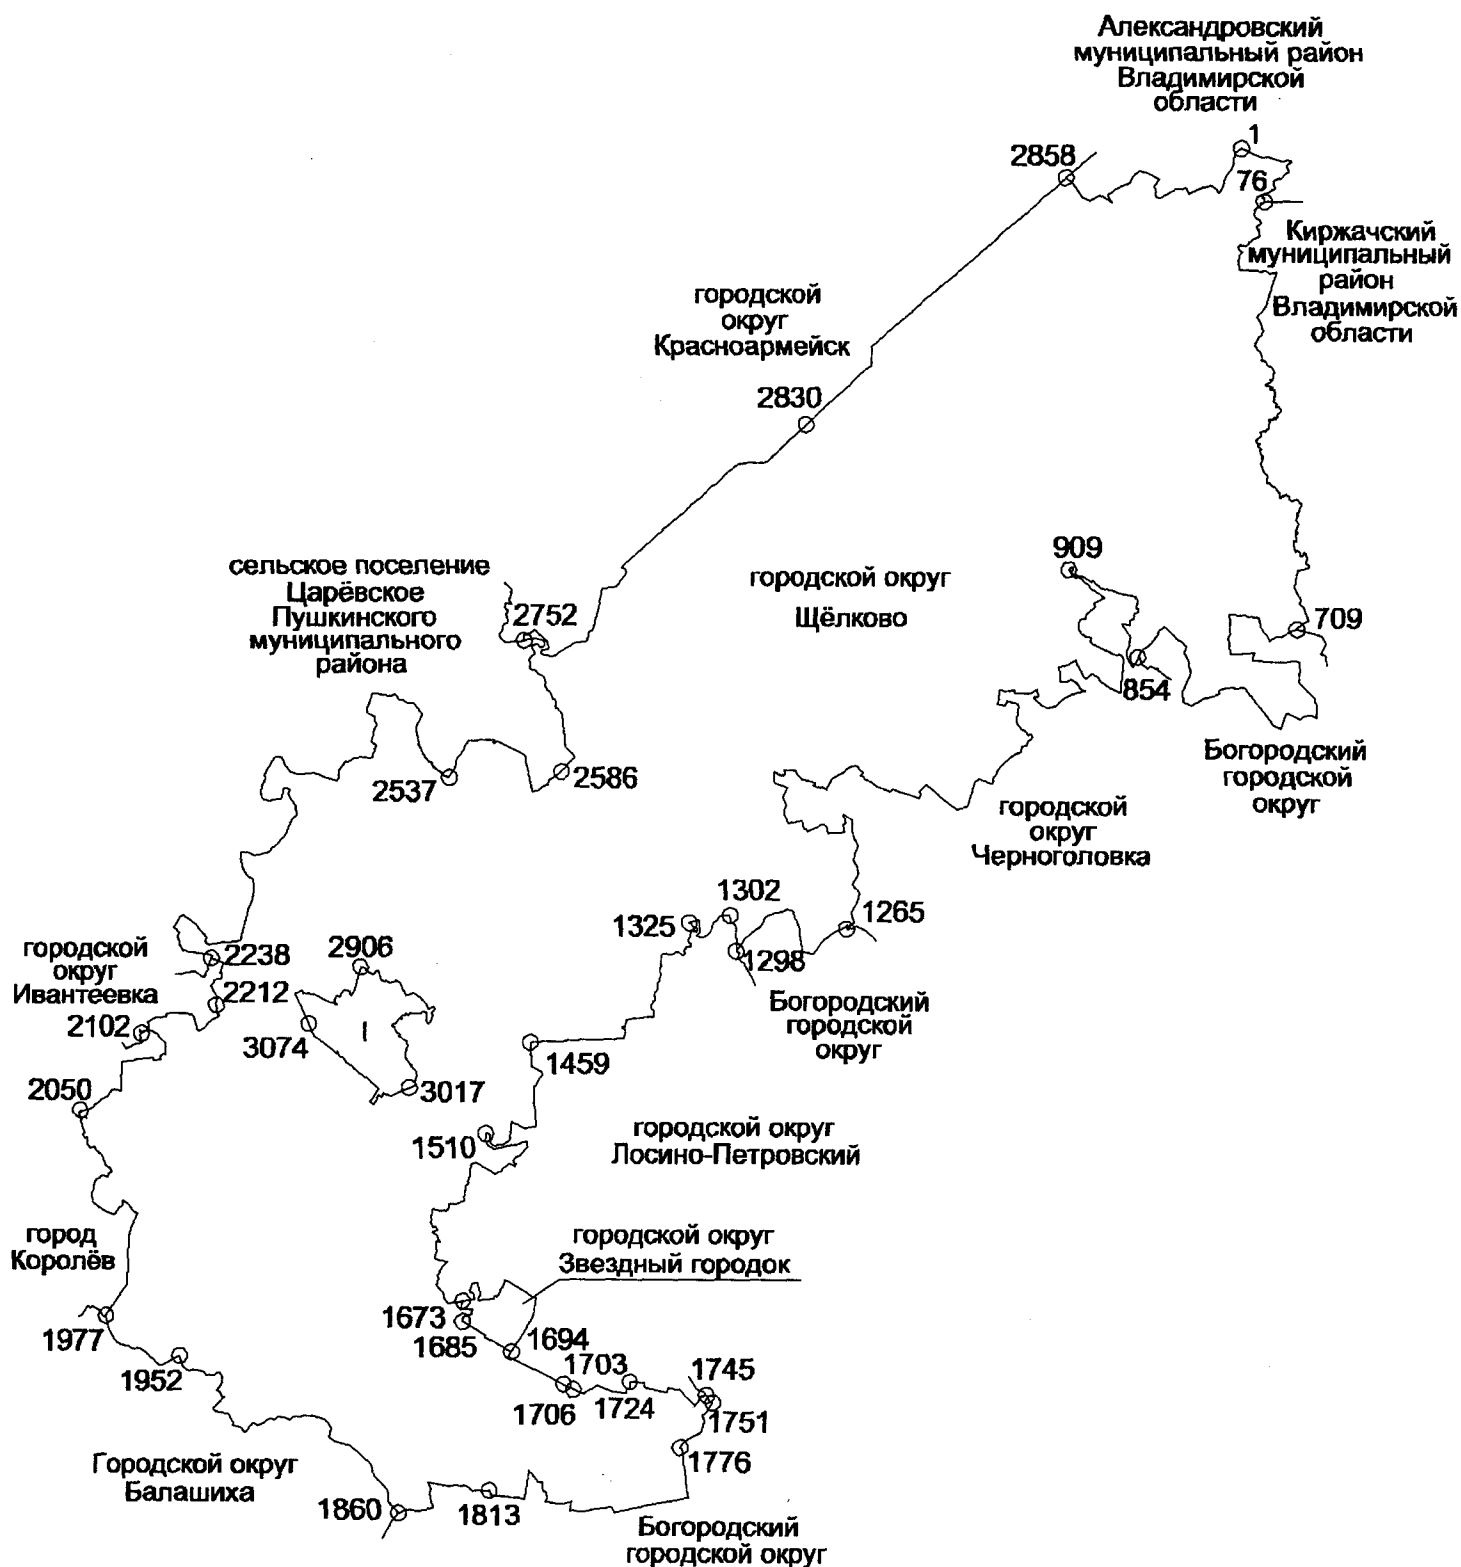 Александровский
муниципальный район
Владимирской
области
1
2858
76
Киржачский
муниципальный
район
Владимирской
области
городской
округ
Красноармейск
2830
909
сельское поселение
Царёвское
Пушкинского
муниципального
района
2752
городской округ
Щёлково
709
854
2537
2586
Богородский
городской
округ
городской
округ
Черноголовка
1302
1325
1265
1298
городской
округ
Ивантеевка
2238
2906
2212
2102
3074
I
Богородский
городской
округ
1459
2050
3017
1510
городской округ
Лосино-Петровский
город
Королёв
городской округ
Звездный городок
1673
1685
1694
1977
1952
1703
1745
1706
1724
1751
1776
Городской округ
Балашиха
1860
1813
Богородский
городской округ